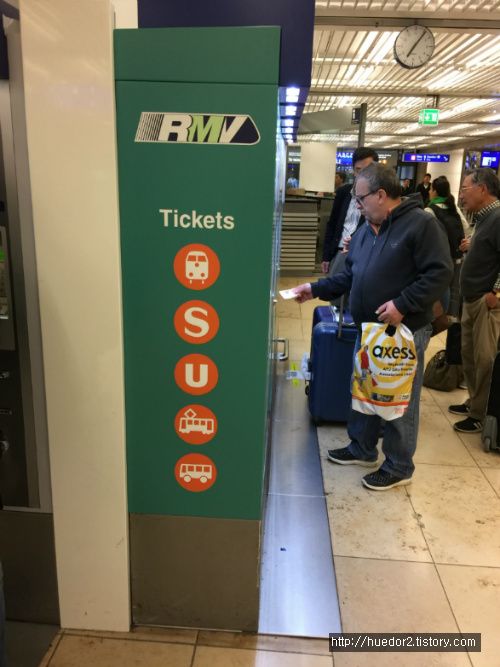 RMV
Tickets
S
U
axess
http://huedor2.tistory.com